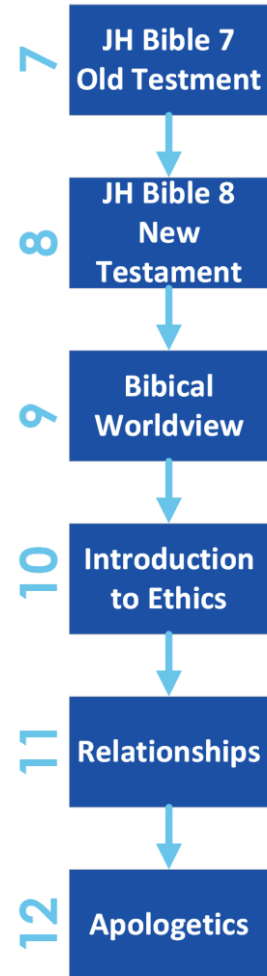 7
JH Bible 7
Old Testment
8
JH Bible 8
New
Testament
9
Bibical
Worldview
10
Introduction
to Ethics
11
Relationships
12
Apologetics